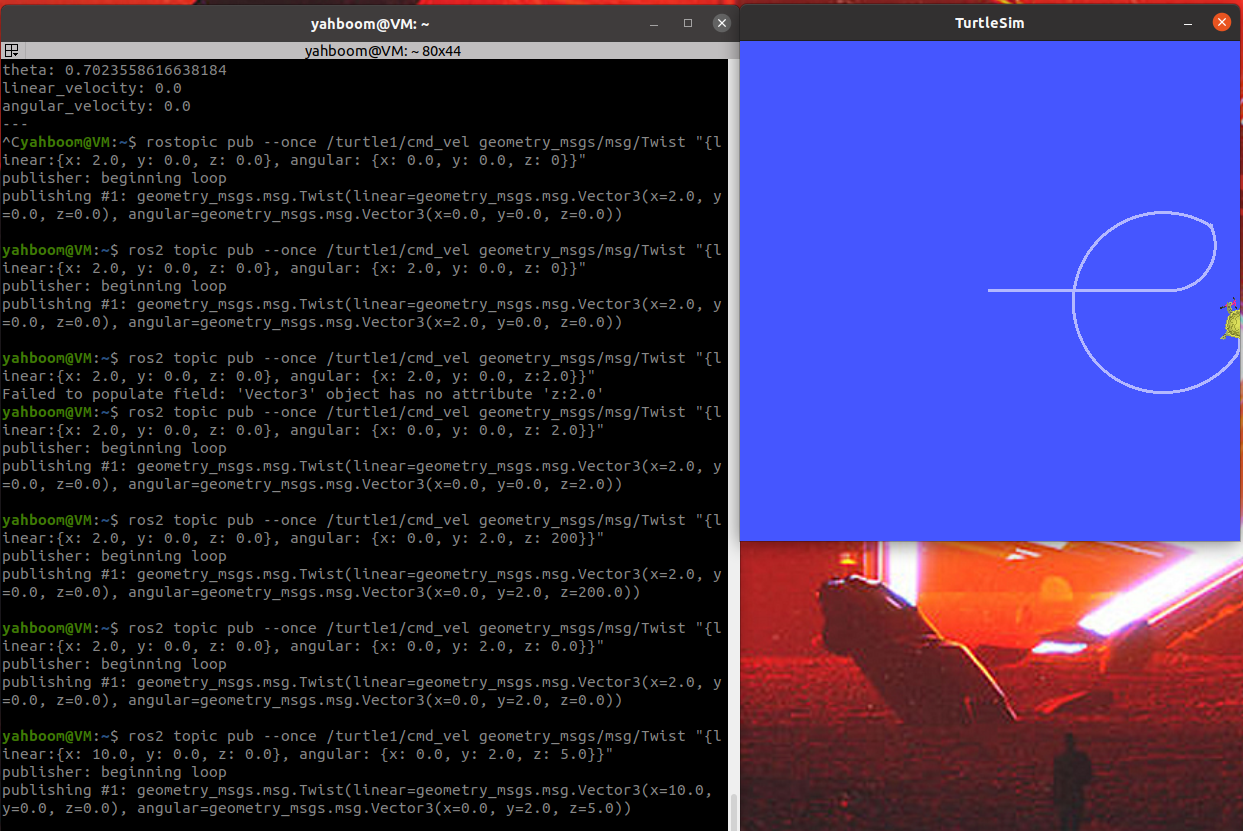 yahboom@VM: ~
TurtleSim
yahboom@VM: ~ 80x44
theta: 0.7023558616638184
linear_velocity: 0.0
angular_velocity: 0.0
---
^Cyahboom@VM:~$ rostopic pub --once /turtle1/cmd_vel geometry_msgs/msg/Twist "{l
inear:{x: 2.0, y: 0.0, z: 0.0}, angular: {x: 0.0, y: 0.0, z: 0}}"
publisher: beginning loop
publishing #1: geometry_msgs.msg.Twist(linear=geometry_msgs.msg.Vector3(x=2.0, y
=0.0, z=0.0), angular=geometry_msgs.msg.Vector3(x=0.0, y=0.0, z=0.0))
yahboom@VM:~$ ros2 topic pub --once /turtle1/cmd_vel geometry_msgs/msg/Twist "{l
inear:{x: 2.0, y: 0.0, z: 0.0}, angular: {x: 2.0, y: 0.0, z: 0}}"
publisher: beginning loop
publishing #1: geometry_msgs.msg.Twist(linear=geometry_msgs.msg.Vector3(x=2.0, y
=0.0, z=0.0), angular=geometry_msgs.msg.Vector3(x=2.0, y=0.0, z=0.0))
yahboom@VM:~$ ros2 topic pub --once /turtle1/cmd_vel geometry_msgs/msg/Twist "{l
inear:{x: 2.0, y: 0.0, z: 0.0}, angular: {x: 2.0, y: 0.0, z:2.0}}"
Failed to populate field: 'Vector3' object has no attribute 'z:2.0'
yahboom@VM:~$ ros2 topic pub --once /turtle1/cmd_vel geometry_msgs/msg/Twist "{l
inear:{x: 2.0, y: 0.0, z: 0.0}, angular: {x: 0.0, y: 0.0, z: 2.0}}"
publisher: beginning loop
publishing #1: geometry_msgs.msg.Twist(linear=geometry_msgs.msg.Vector3(x=2.0, y
=0.0, z=0.0), angular=geometry_msgs.msg.Vector3(x=0.0, y=0.0, z=2.0))
yahboom@VM:~$ ros2 topic pub --once /turtle1/cmd_vel geometry_msgs/msg/Twist "{l
inear:{x: 2.0, y: 0.0, z: 0.0}, angular: {x: 0.0, y: 2.0, z: 200}}"
publisher: beginning loop
publishing #1: geometry_msgs.msg.Twist(linear=geometry_msgs.msg.Vector3(x=2.0, y
=0.0, z=0.0), angular=geometry_msgs.msg.Vector3(x=0.0, y=2.0, z=200.0))
yahboom@VM:~$ ros2 topic pub --once /turtle1/cmd_vel geometry_msgs/msg/Twist "{l
inear:{x: 2.0, y: 0.0, z: 0.0}, angular: {x: 0.0, y: 2.0, z: 0.0}}"
publisher: beginning loop
publishing #1: geometry_msgs.msg.Twist(linear=geometry_msgs.msg.Vector3(x=2.0, y
=0.0, z=0.0), angular=geometry_msgs.msg.Vector3(x=0.0, y=2.0, z=0.0))
yahboom@VM:~$ ros2 topic pub --once /turtle1/cmd_vel geometry_msgs/msg/Twist "{l
inear:{x: 10.0, y: 0.0, z: 0.0}, angular: {x: 0.0, y: 2.0, z: 5.0}}"
publisher: beginning loop
publishing #1: geometry_msgs.msg.Twist(linear=geometry_msgs.msg.Vector3(x=10.0,
y=0.0, z=0.0), angular=geometry_msgs.msg.Vector3(x=0.0, y=2.0, z=5.0))